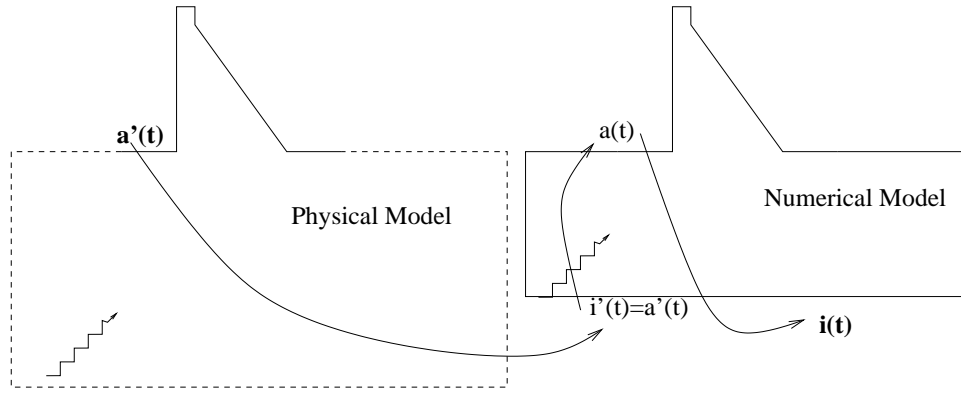 a’(t)
Physical Model
a(t)
Numerical Model
i’(t)=a’(t)
i(t)